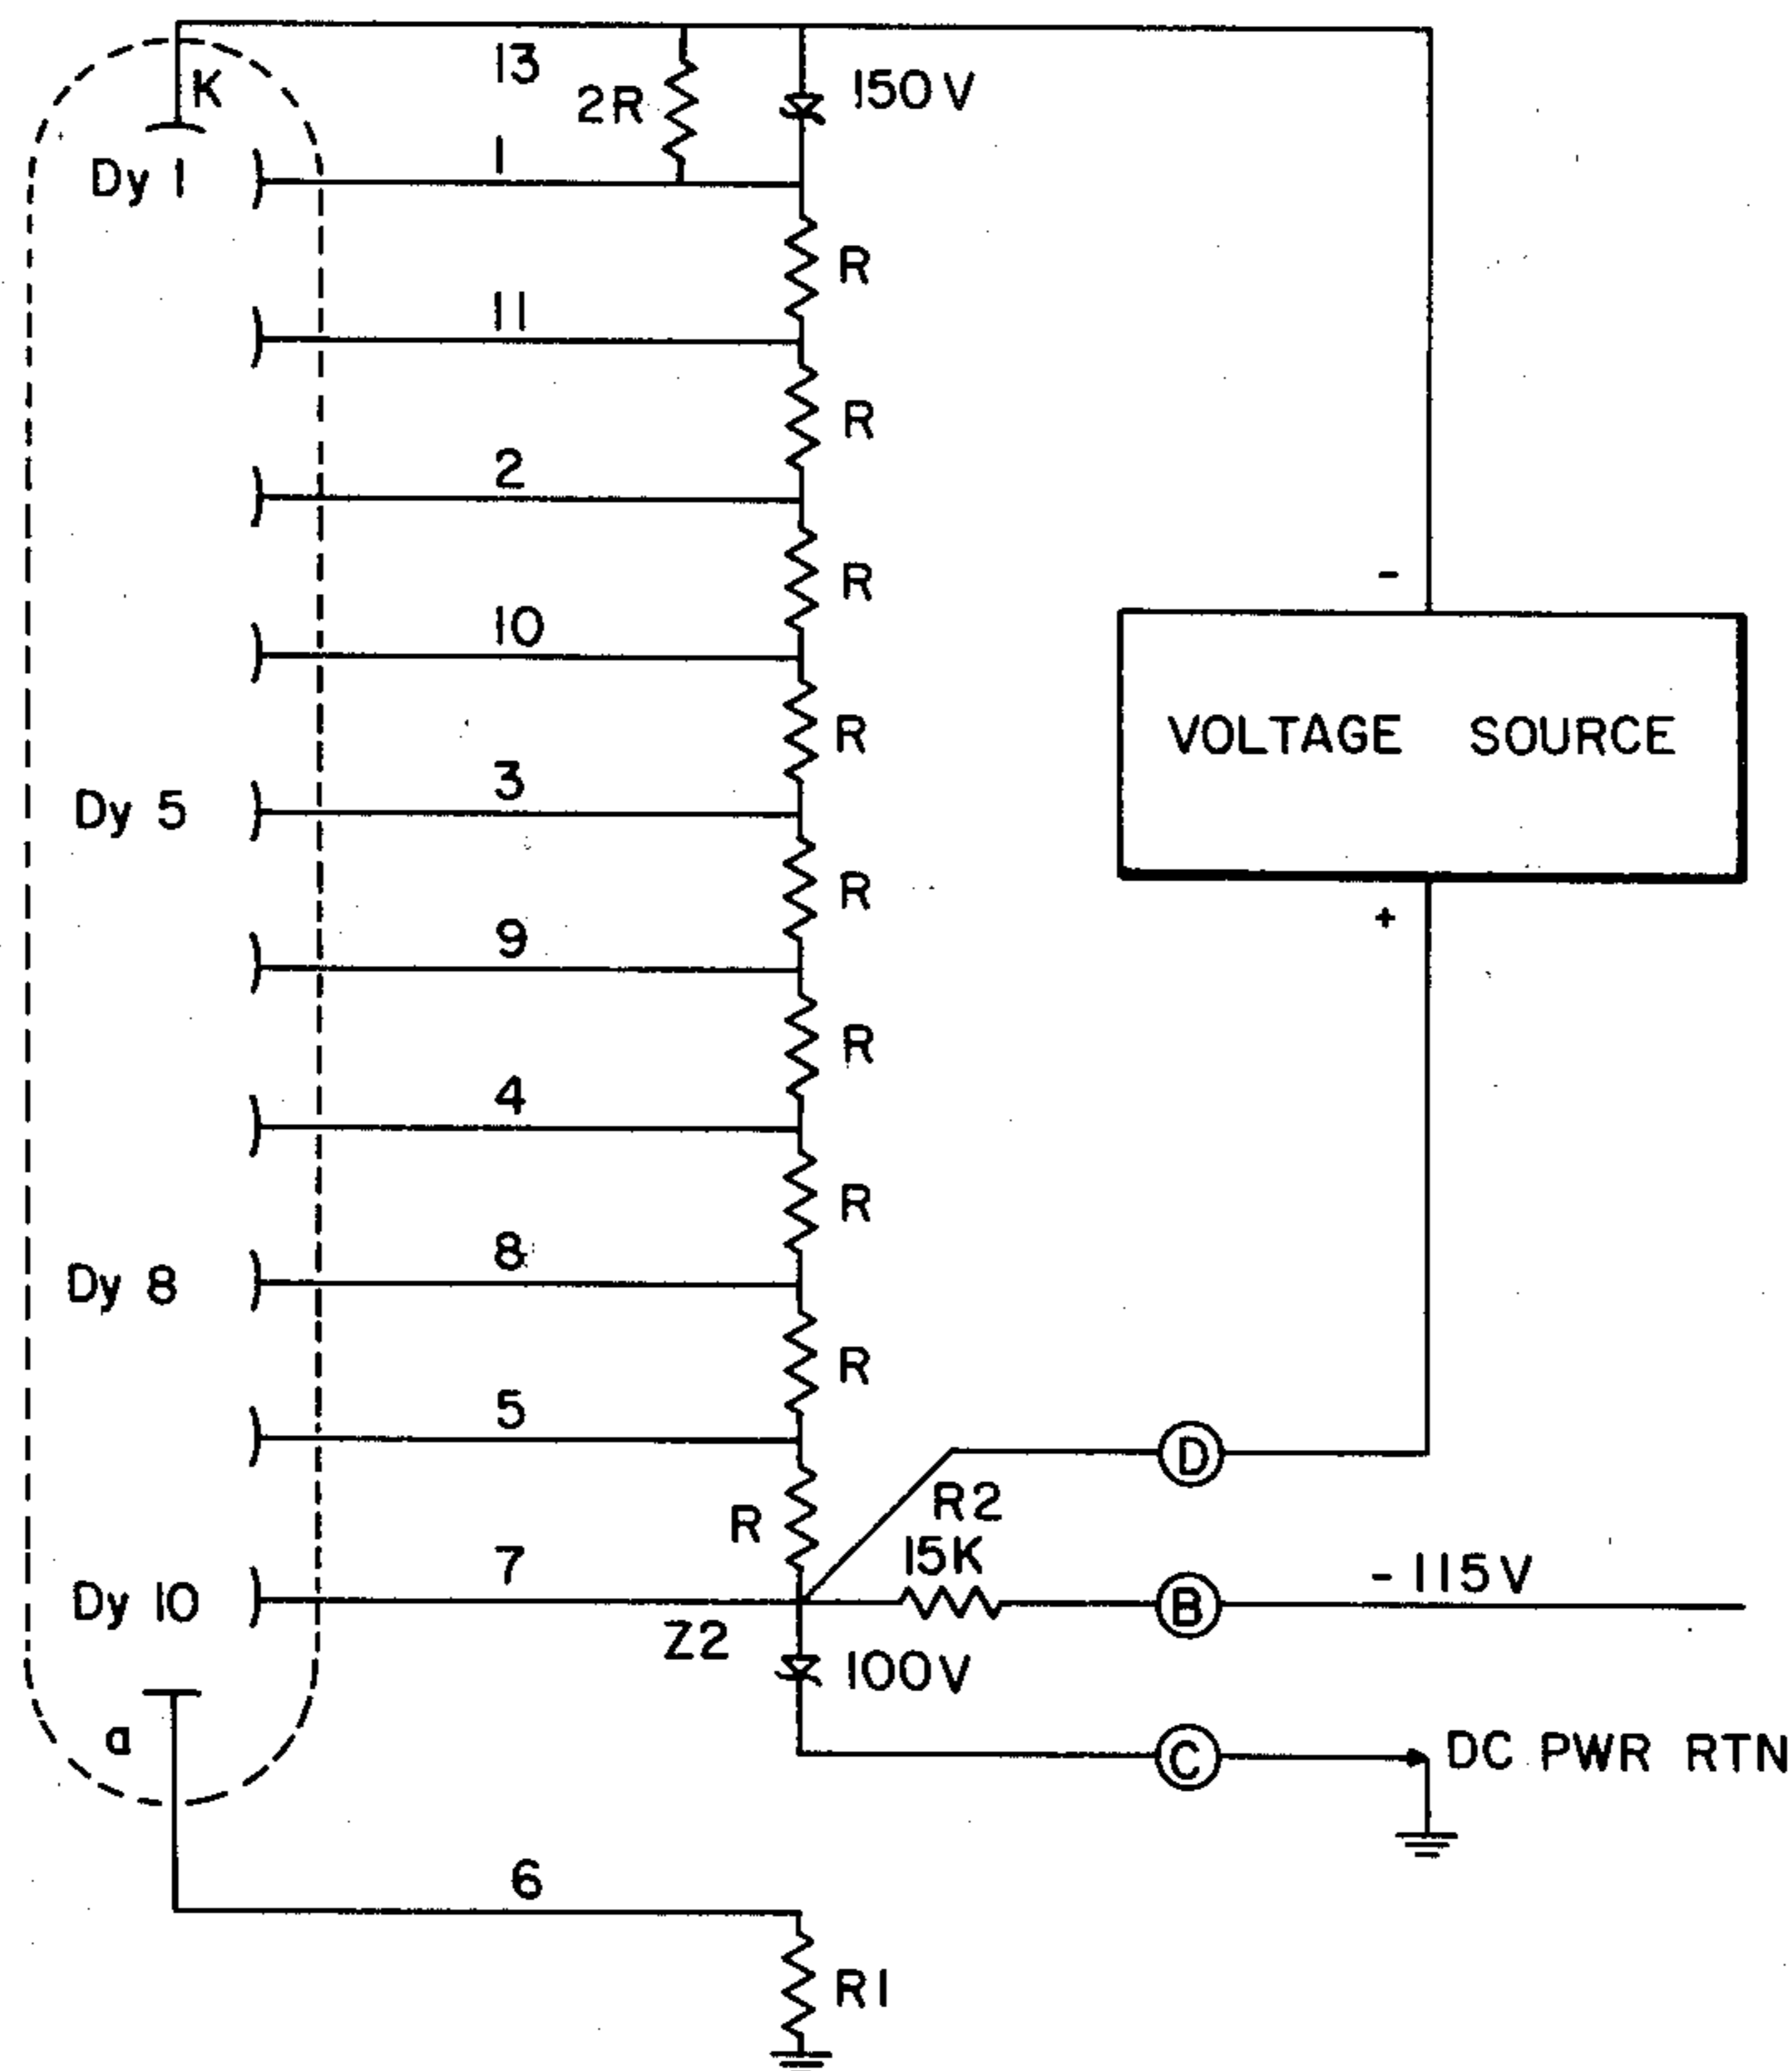 K
13
2R
150V
Dy 1
1
R
11
R
2
R
10
R
VOLTAGE SOURCE
-
+
Dy 5
3
R
9
R
4
R
Dy 8
8
R
5
R
D
R2
15K
B
-115V
Dy 10
7
Z2
100V
a
C
DC PWR RTN
6
R1